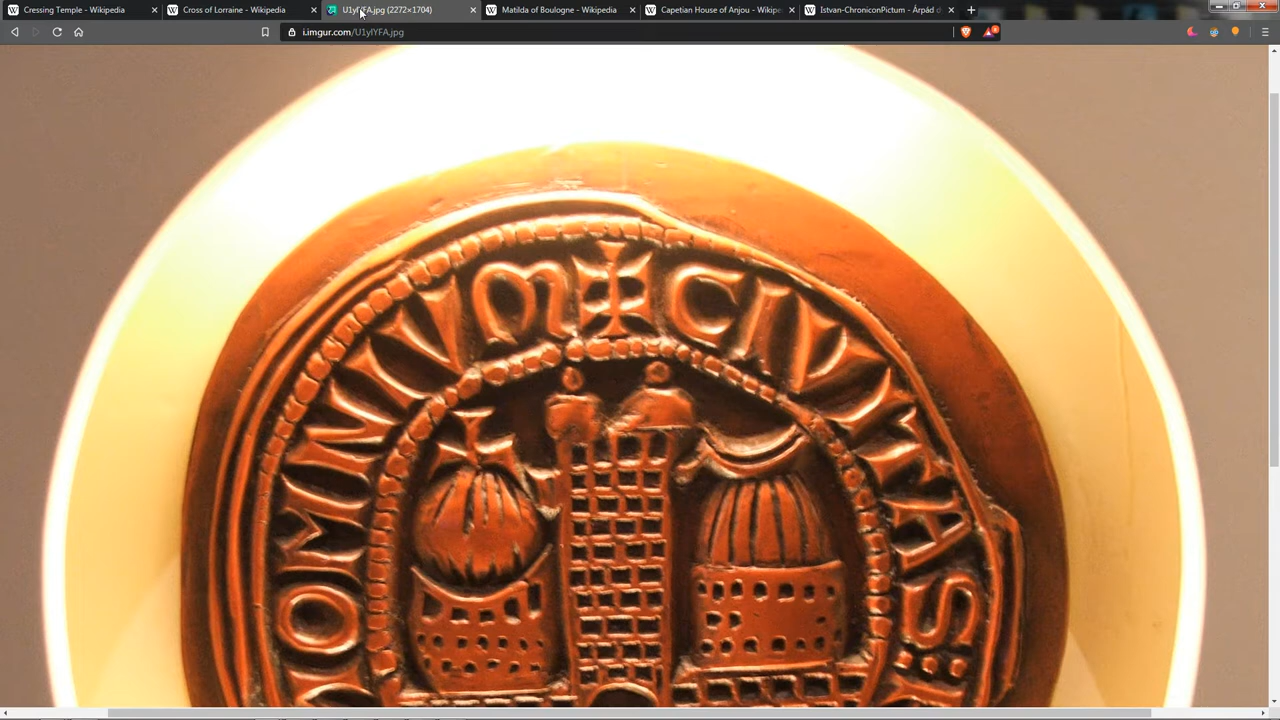 Cressing Temple - Wikipedia
Cross of Lorraine - Wikipedia
U1ylYFA.jpg (2272×1704)
Matilda of Boulogne - Wikipedia
Capetian House of Anjou - Wikipe
Istvan-ChroniconPictum - Árpád d
i.imgur.com/U1ylYFA.jpg
CIVITAS:
OMINVM